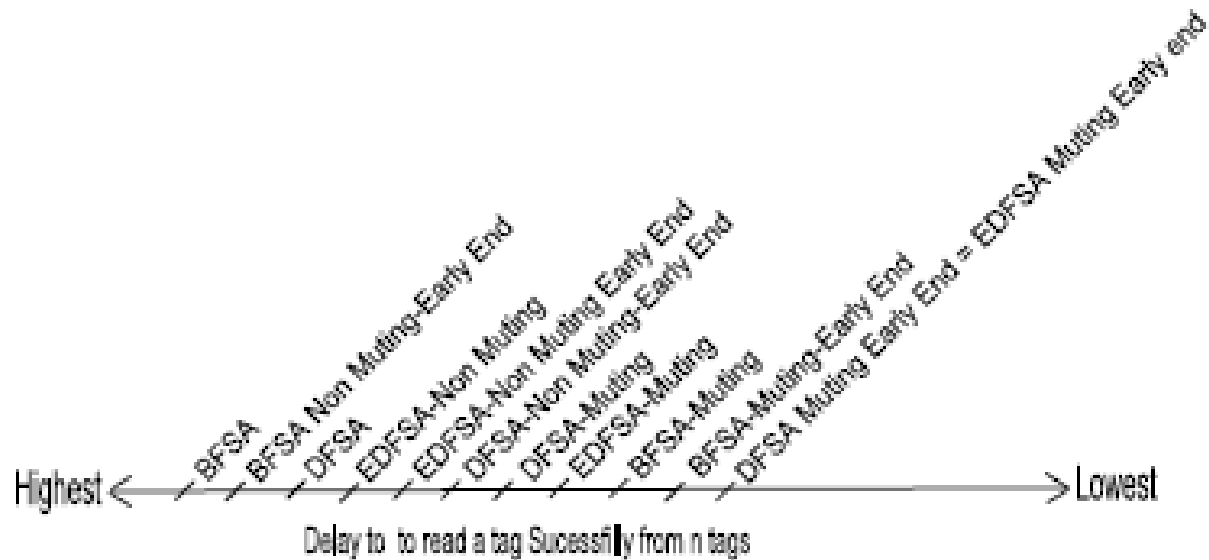 BFSA
BFSA Non Muting-Early End
DFSA
EDFSA-Non Muting
EDFSA-Non Muting Early End
DFSA-Non Muting-Early End
DFSA-Muting
EDFSA-Muting
BFSA-Muting
BFSA-Muting-Early End
DFSA Muting Early End = EDFSA Muting Early end
Highest
Lowest
Delay to to read a tag Sucessfilly from n tags